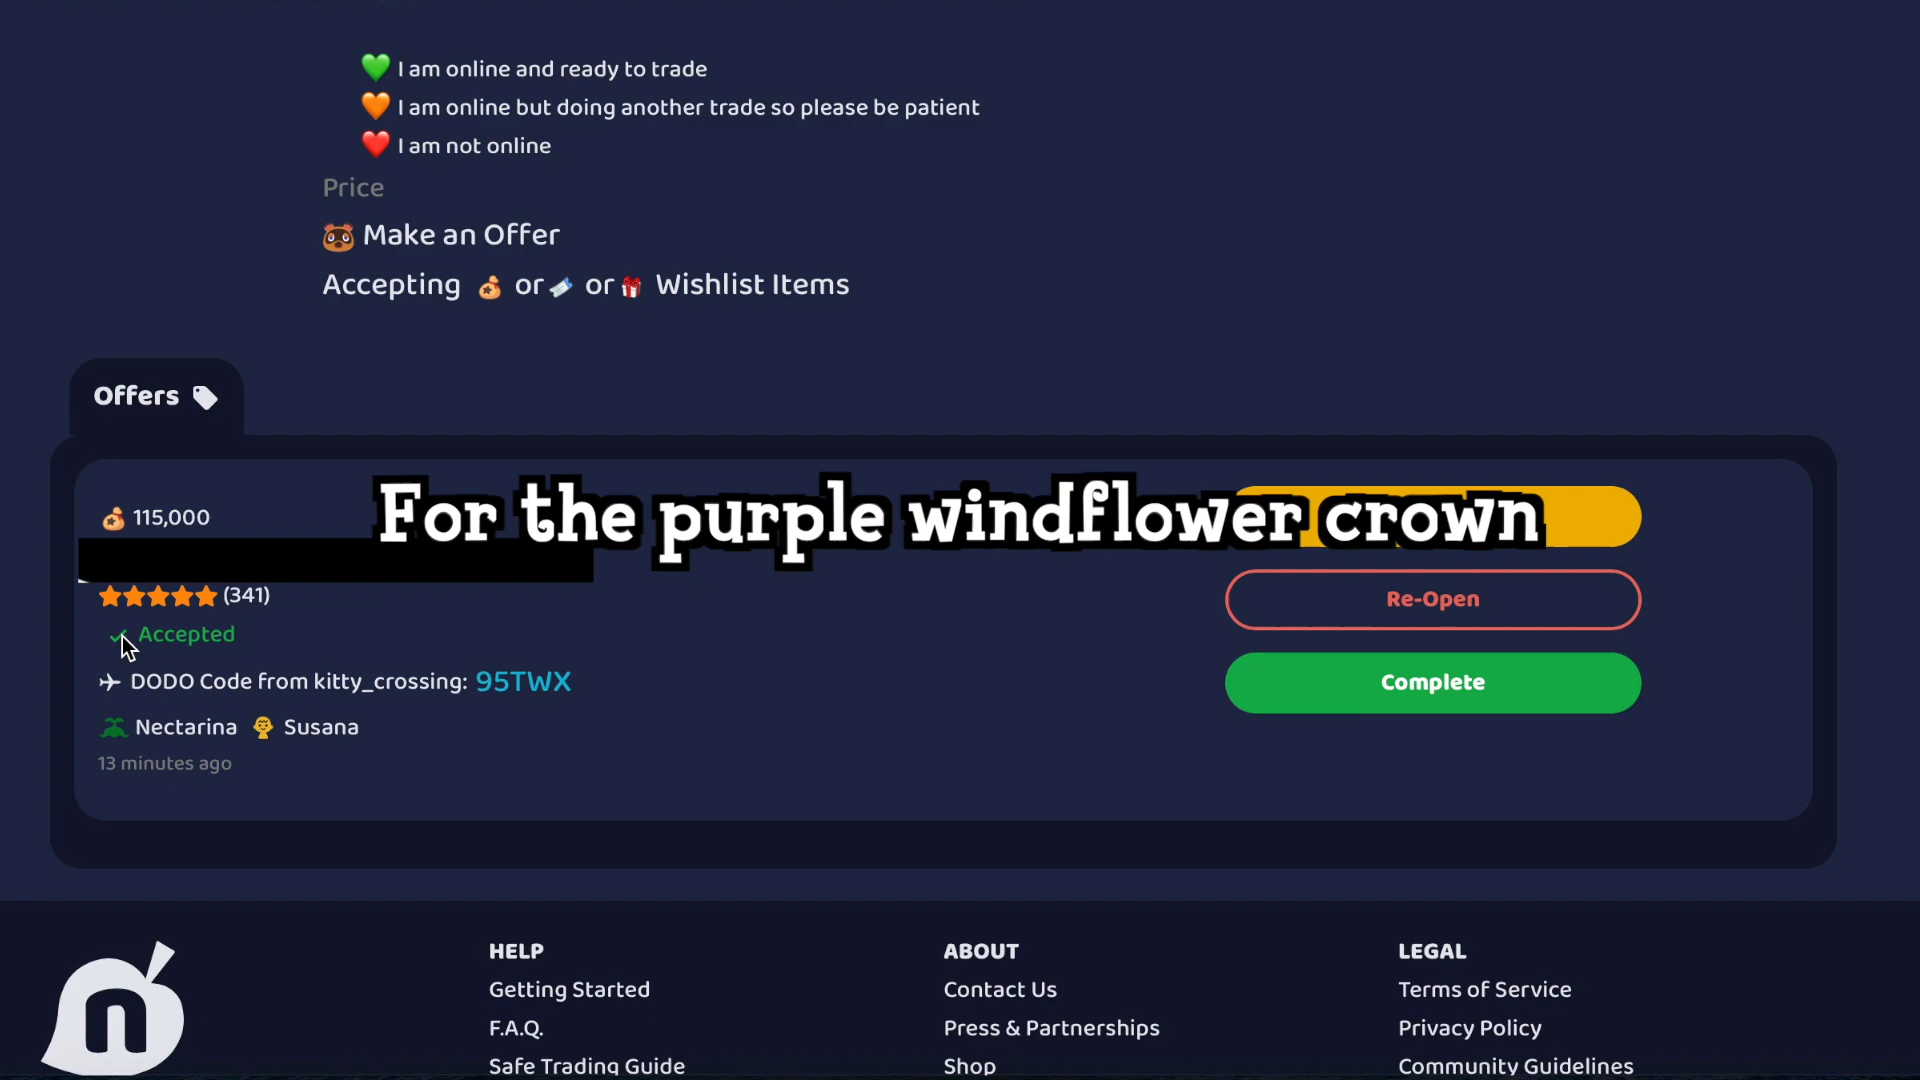 I am online and ready to trade
I am online but doing another trade so please be patient
I am not online
Price
Make an Offer
Accepting or or Wishlist Items
Offers
115,000
For the purple windflower crown
(341)
Re-Open
Accepted
DODO Code from kitty_crossing: 95TWX
Complete
Nectarina Susana
13 minutes ago
n
HELP
Getting Started
F.A.Q.
Safe Trading Guide
ABOUT
Contact Us
Press & Partnerships
Shop
LEGAL
Terms of Service
Privacy Policy
Community Guidelines